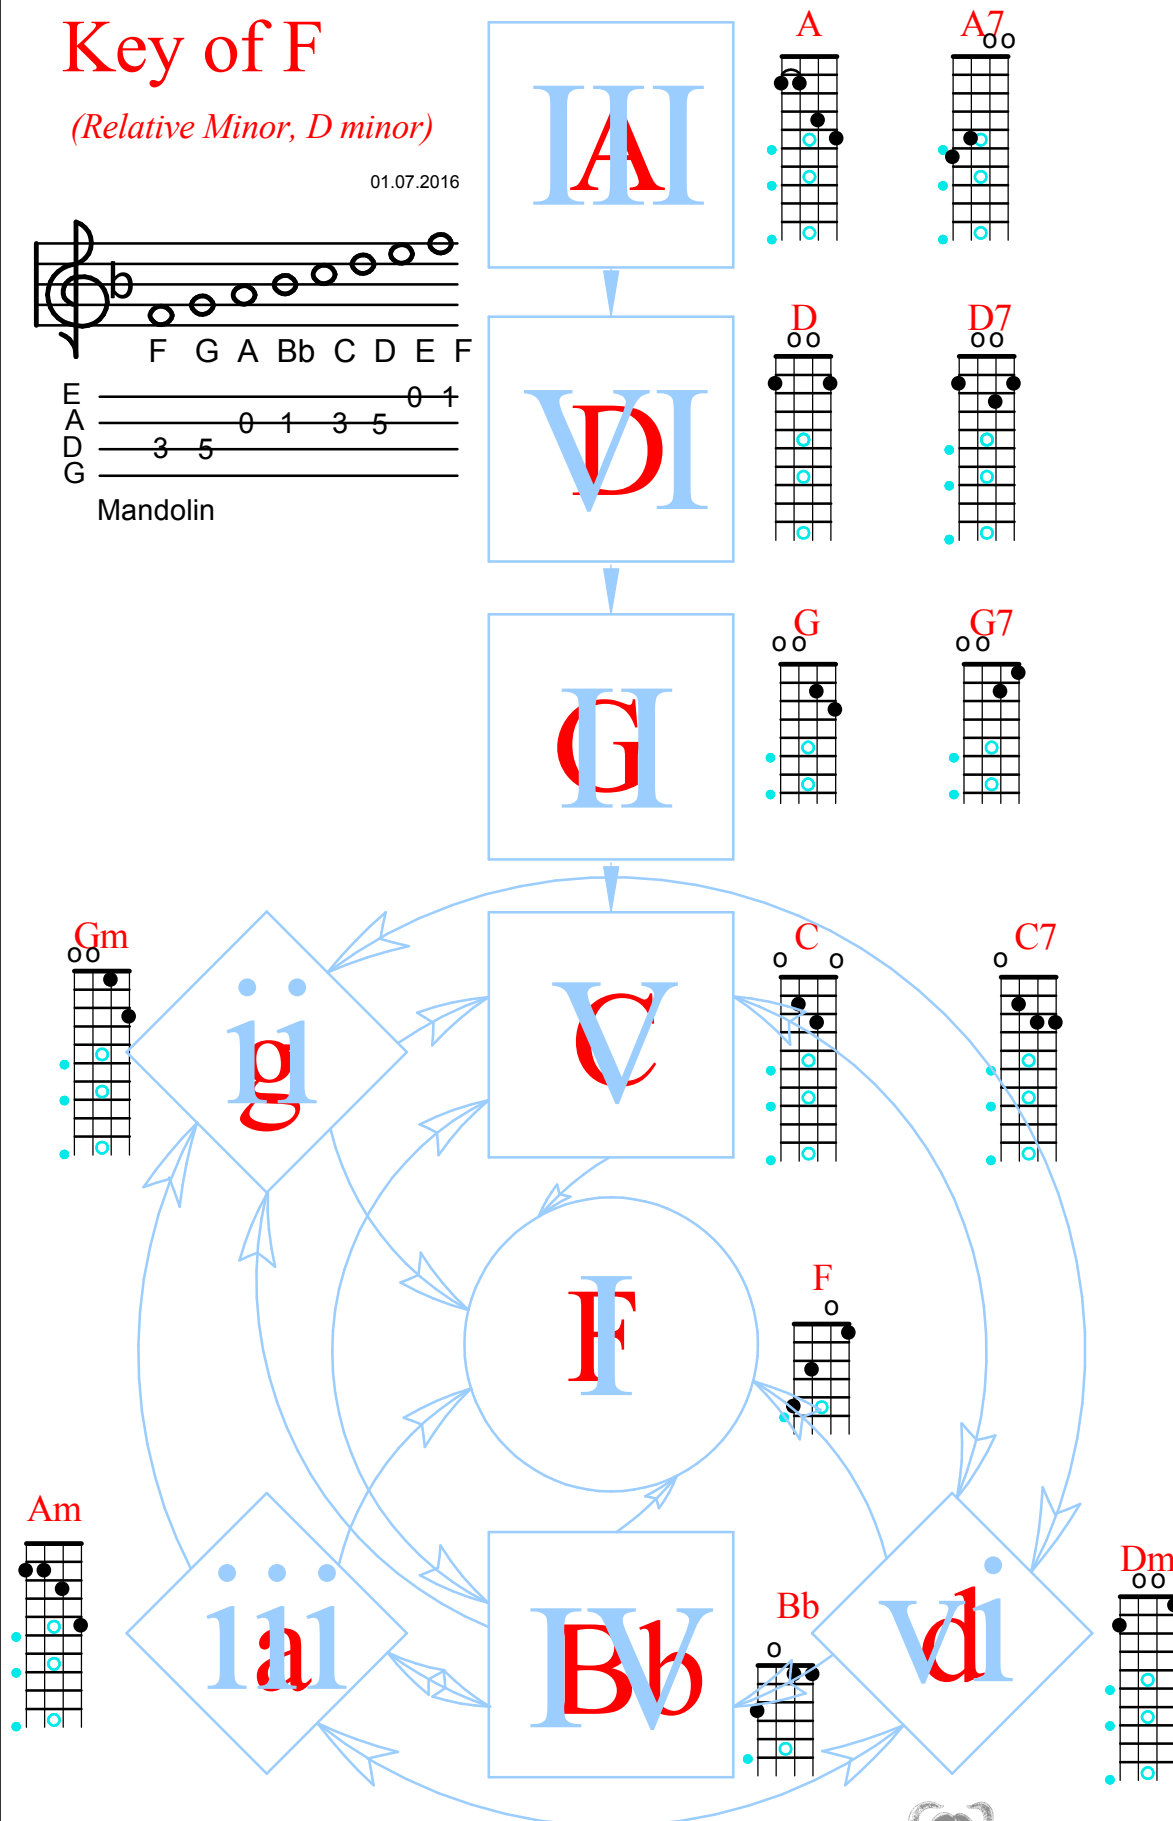 Key of F
(Relative Minor, D minor)
01.07.2016
F G A Bb C D E F
E 0 1
A 0 1 3 5
D 3 5
G
Mandolin
III A
A A7
o o
VI D
D D7
o o o o
II G
G G7
o o o o
Gm
o o
ii g
V C
C C7
o o o
I F
F
o
Am
iii a
IV Bb
Bb
o
vi d
Dm
o o